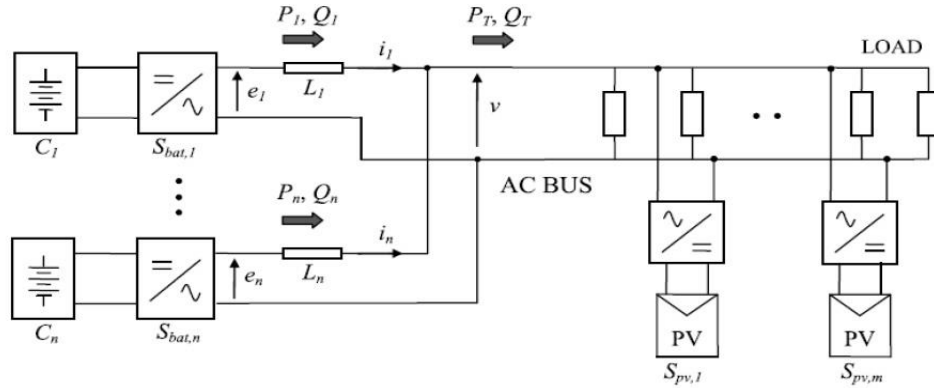 P1, Q1
PT, QT
LOAD
i1
L1
e1
v
C1
Sbat,1
AC BUS
Pn, Qn
in
Ln
en
Cn
Sbat,n
PV
PV
Spv,1
Spv,m